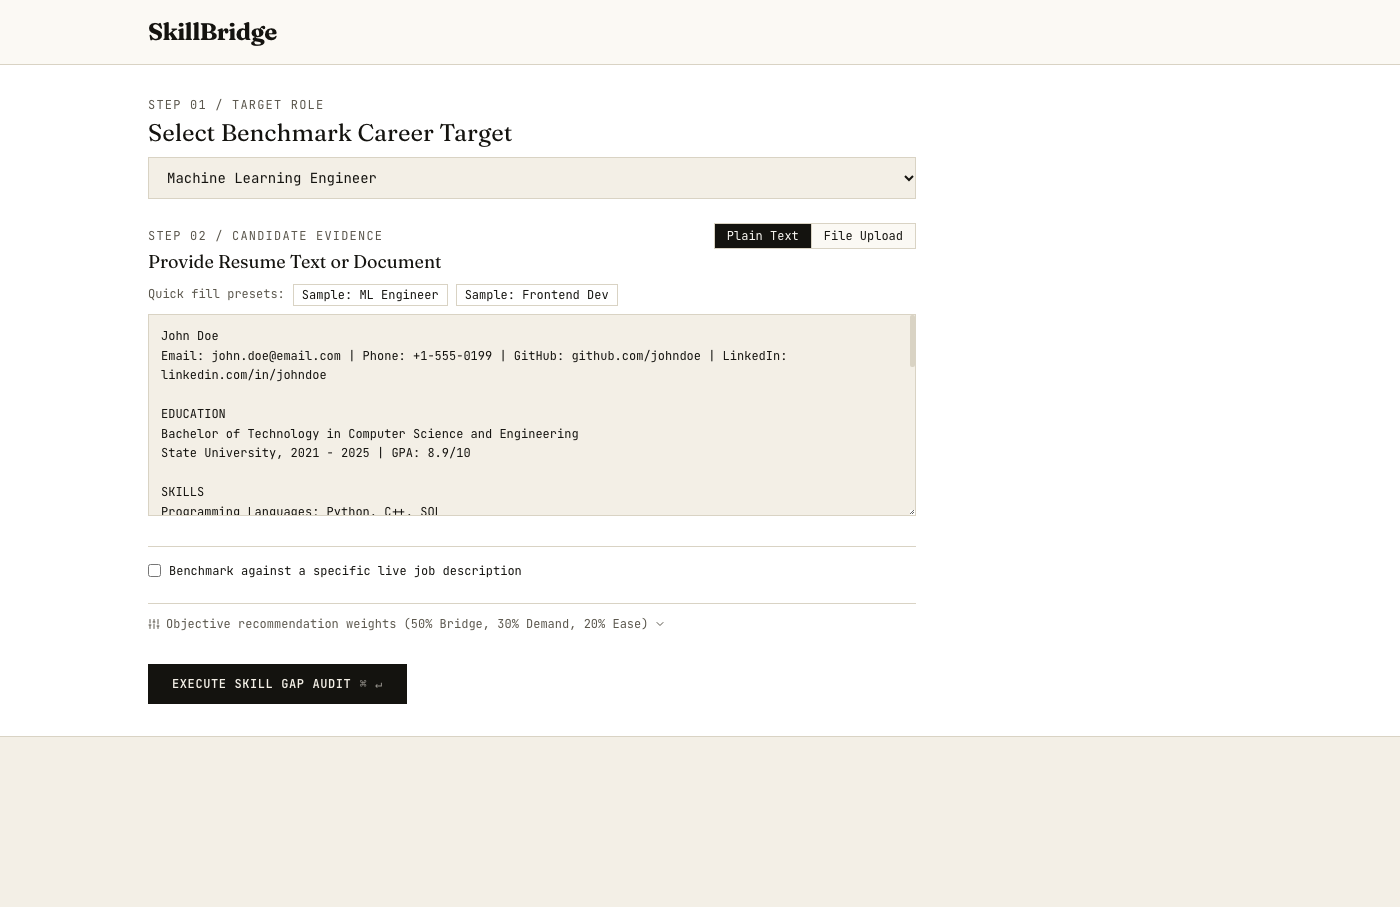 SkillBridge
STEP 01 / TARGET ROLE
Select Benchmark Career Target
Machine Learning Engineer
STEP 02 / CANDIDATE EVIDENCE
Plain Text
File Upload
Provide Resume Text or Document
Quick fill presets:
Sample: ML Engineer
Sample: Frontend Dev
John Doe
Email: john.doe@email.com | Phone: +1-555-0199 | GitHub: github.com/johndoe | LinkedIn:
linkedin.com/in/johndoe
EDUCATION
Bachelor of Technology in Computer Science and Engineering
State University, 2021 - 2025 | GPA: 8.9/10
SKILLS
Programming Languages: Python, C++, SQL
Benchmark against a specific live job description
Objective recommendation weights (50% Bridge, 30% Demand, 20% Ease)
EXECUTE SKILL GAP AUDIT ⌘ ↵